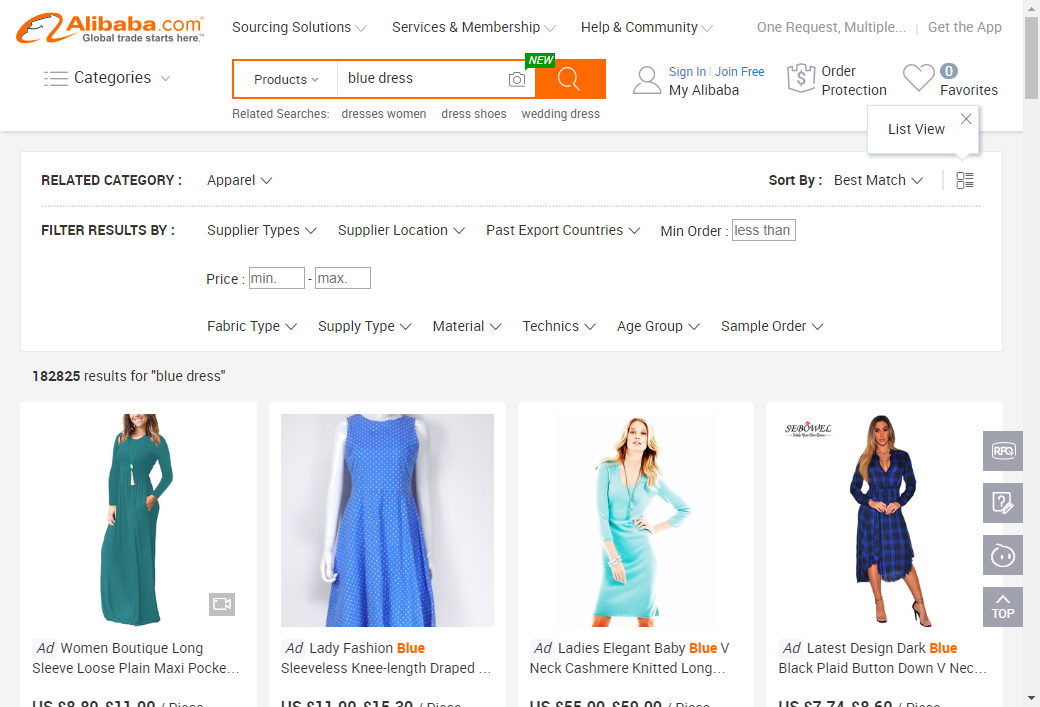 Alibaba.com
Global trade starts here.™
Sourcing Solutions
Services & Membership
Help & Community
One Request, Multiple...
Get the App
Categories
Products
blue dress
NEW
Sign In
Join Free
My Alibaba
Order
Protection
0
Favorites
Related Searches: dresses women dress shoes wedding dress
List View
RELATED CATEGORY :
Apparel
Sort By :
Best Match
FILTER RESULTS BY :
Supplier Types
Supplier Location
Past Export Countries
Min Order : less than
Price : min. - max.
Fabric Type
Supply Type
Material
Technics
Age Group
Sample Order
182825 results for "blue dress"
SEBOWEL
RFQ
TOP
Ad Women Boutique Long
Sleeve Loose Plain Maxi Pocke...
Ad Lady Fashion Blue
Sleeveless Knee-length Draped ...
Ad Ladies Elegant Baby Blue V
Neck Cashmere Knitted Long...
Ad Latest Design Dark Blue
Black Plaid Button Down V Nec...
US $8.89-$11.00 / Piece
US $11.00-$15.30 / Piece
US $55.00-$59.00 / Piece
US $7.74-$8.60 / Piece